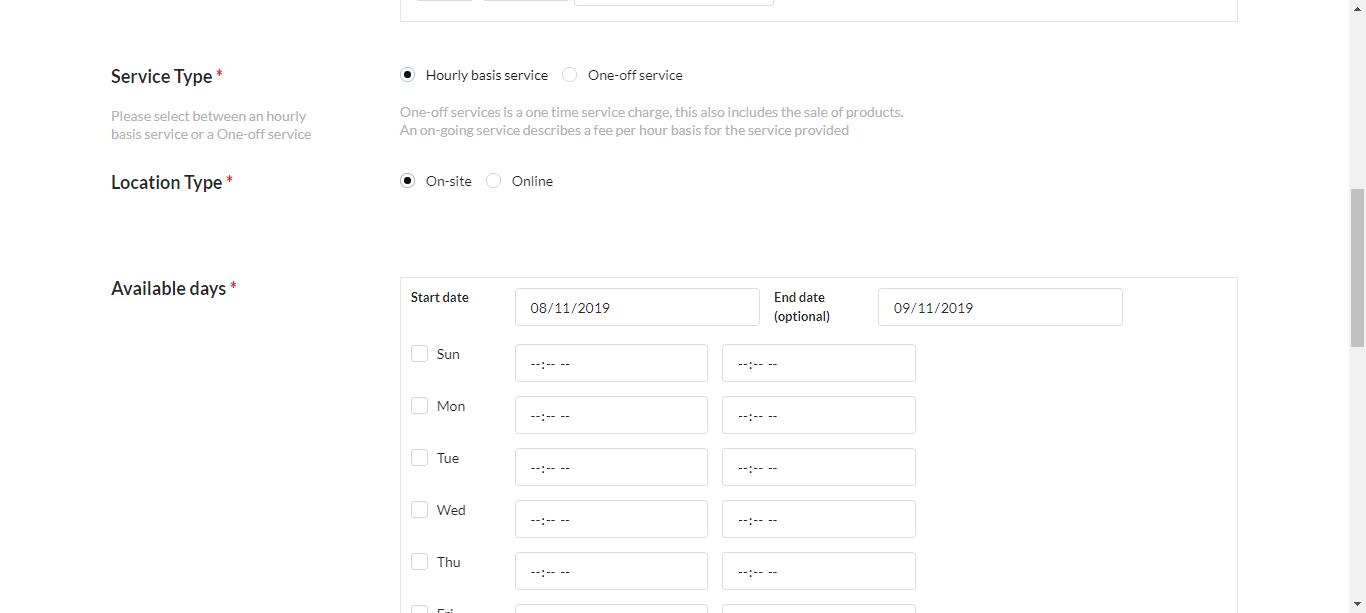 Service Type *
Hourly basis service
One-off service
Please select between an hourly
basis service or a One-off service
One-off services is a one time service charge, this also includes the sale of products.
An on-going service describes a fee per hour basis for the service provided
Location Type *
On-site
Online
Available days *
Start date
08/11/2019
End date
(optional)
09/11/2019
Sun
--:-- --
--:-- --
Mon
--:-- --
--:-- --
Tue
--:-- --
--:-- --
Wed
--:-- --
--:-- --
Thu
--:-- --
--:-- --
Fri